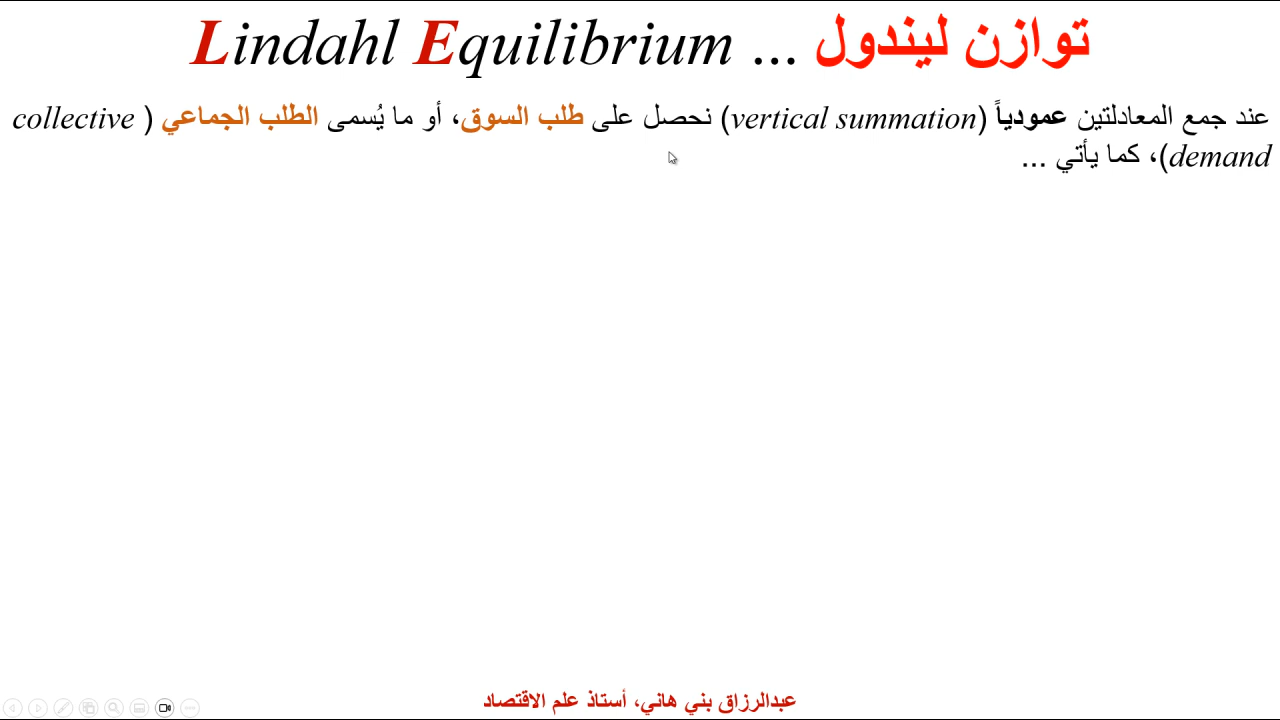 توازن ليندول ... Lindahl Equilibrium
عند جمع المعادلتين عمودياً (vertical summation) نحصل على طلب السوق، أو ما يُسمى الطلب الجماعي (collective
demand)، كما يأتي ...
عبدالرزاق بني هاني، أستاذ علم الاقتصاد